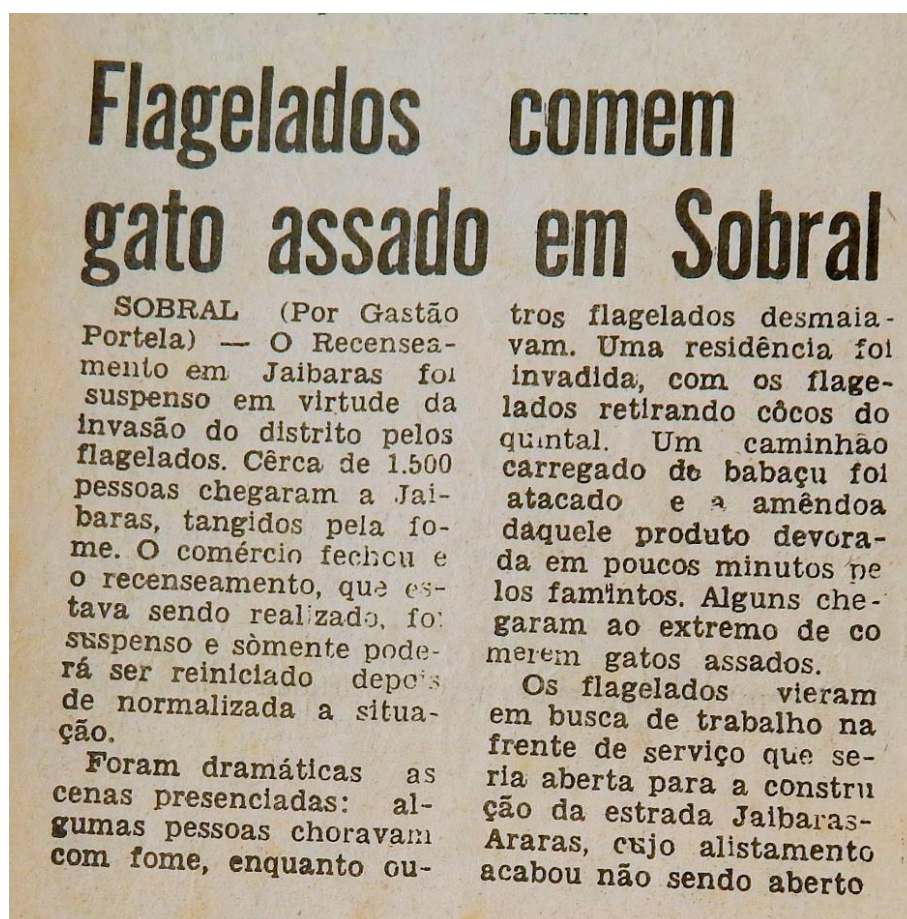 Flagelados comem
gato assado em Sobral
SOBRAL (Por Gastão
Portela) — O Recensea-
mento em Jaibaras foi
suspenso em virtude da
invasão do distrito pelos
flagelados. Cêrca de 1.500
pessoas chegaram a Jai-
baras, tangidos pela fo-
me. O comércio fechou e
o recenseamento, que es-
tava sendo realizado, foi
suspenso e sòmente pode-
rá ser reiniciado depois
de normalizada a situa-
ção.
Foram dramáticas as
cenas presenciadas: al-
gumas pessoas choravam
com fome, enquanto ou-
tros flagelados desmaia-
vam. Uma residência foi
invadida, com os flage-
lados retirando côcos do
quintal. Um caminhão
carregado de babaçu foi
atacado e a amêndoa
daquele produto devora-
da em poucos minutos pe
los famintos. Alguns che-
garam ao extremo de co
merem gatos assados.
Os flagelados vieram
em busca de trabalho na
frente de serviço que se-
ria aberta para a constru
ção da estrada Jaibaras-
Araras, cujo alistamento
acabou não sendo aberto